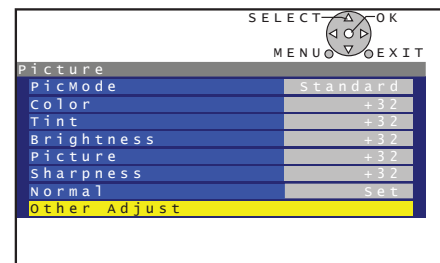 SELECT OK
MENU EXIT
Picture
PicMode Standard
Color +32
Tint +32
Brightness +32
Picture +32
Sharpness +32
Normal Set
Other Adjust